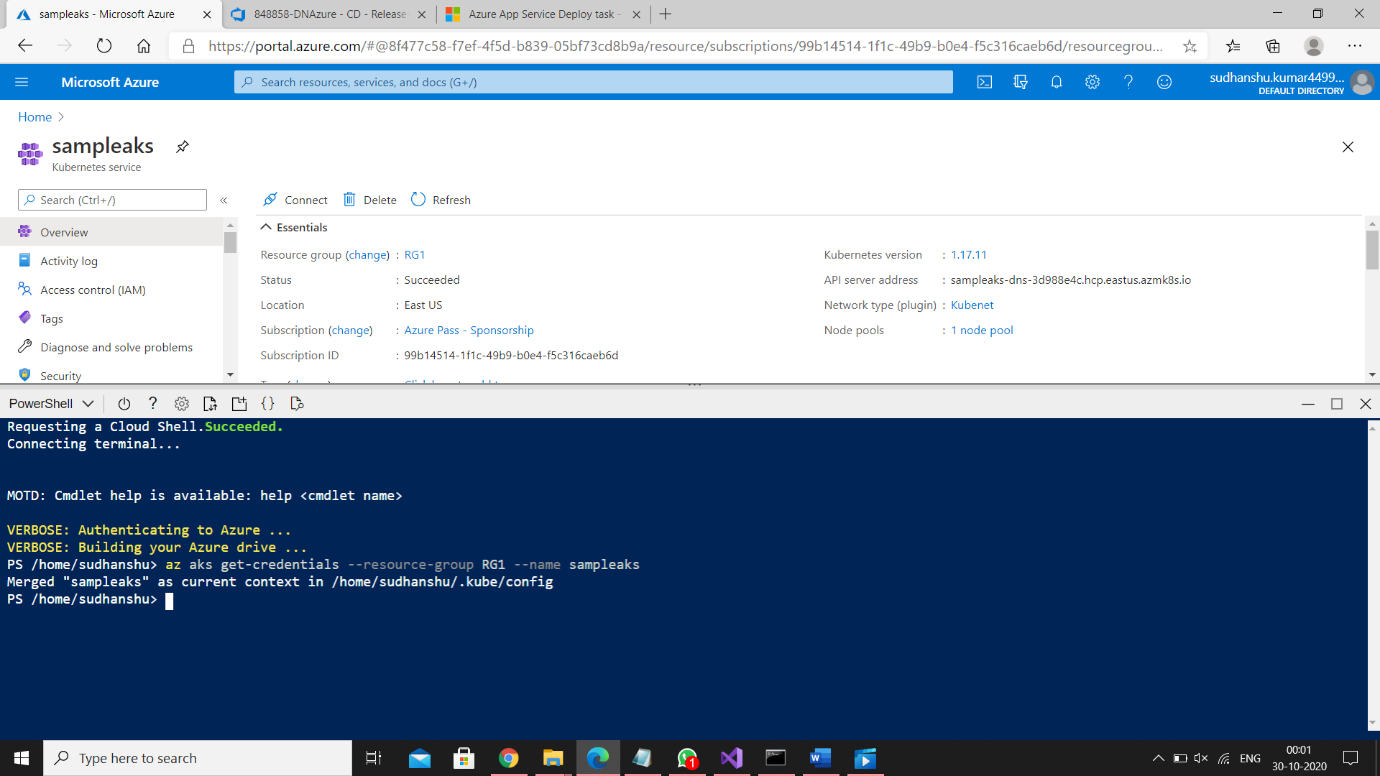 sampleaks - Microsoft Azure
848858-DNAzure - CD - Release
Azure App Service Deploy task -
https://portal.azure.com/#@8f477c58-f7ef-4f5d-b839-05bf73cd8b9a/resource/subscriptions/99b14514-1f1c-49b9-b0e4-f5c316caeb6d/resourcegrou...
Microsoft Azure
Search resources, services, and docs (G+/)
sudhanshu.kumar4499...
DEFAULT DIRECTORY
Home
sampleaks
Kubernetes service
Search (Ctrl+/)
«
Connect
Delete
Refresh
Overview
Activity log
Access control (IAM)
Tags
Diagnose and solve problems
Security
Essentials
Resource group (change) : RG1
Status : Succeeded
Location : East US
Subscription (change) : Azure Pass - Sponsorship
Subscription ID : 99b14514-1f1c-49b9-b0e4-f5c316caeb6d
Kubernetes version : 1.17.11
API server address : sampleaks-dns-3d988e4c.hcp.eastus.azmk8s.io
Network type (plugin) : Kubenet
Node pools : 1 node pool
PowerShell
Requesting a Cloud Shell.Succeeded.
Connecting terminal...
MOTD: Cmdlet help is available: help <cmdlet name>
VERBOSE: Authenticating to Azure ...
VERBOSE: Building your Azure drive ...
PS /home/sudhanshu> az aks get-credentials --resource-group RG1 --name sampleaks
Merged "sampleaks" as current context in /home/sudhanshu/.kube/config
PS /home/sudhanshu>
Type here to search
1
ENG
00:01
30-10-2020